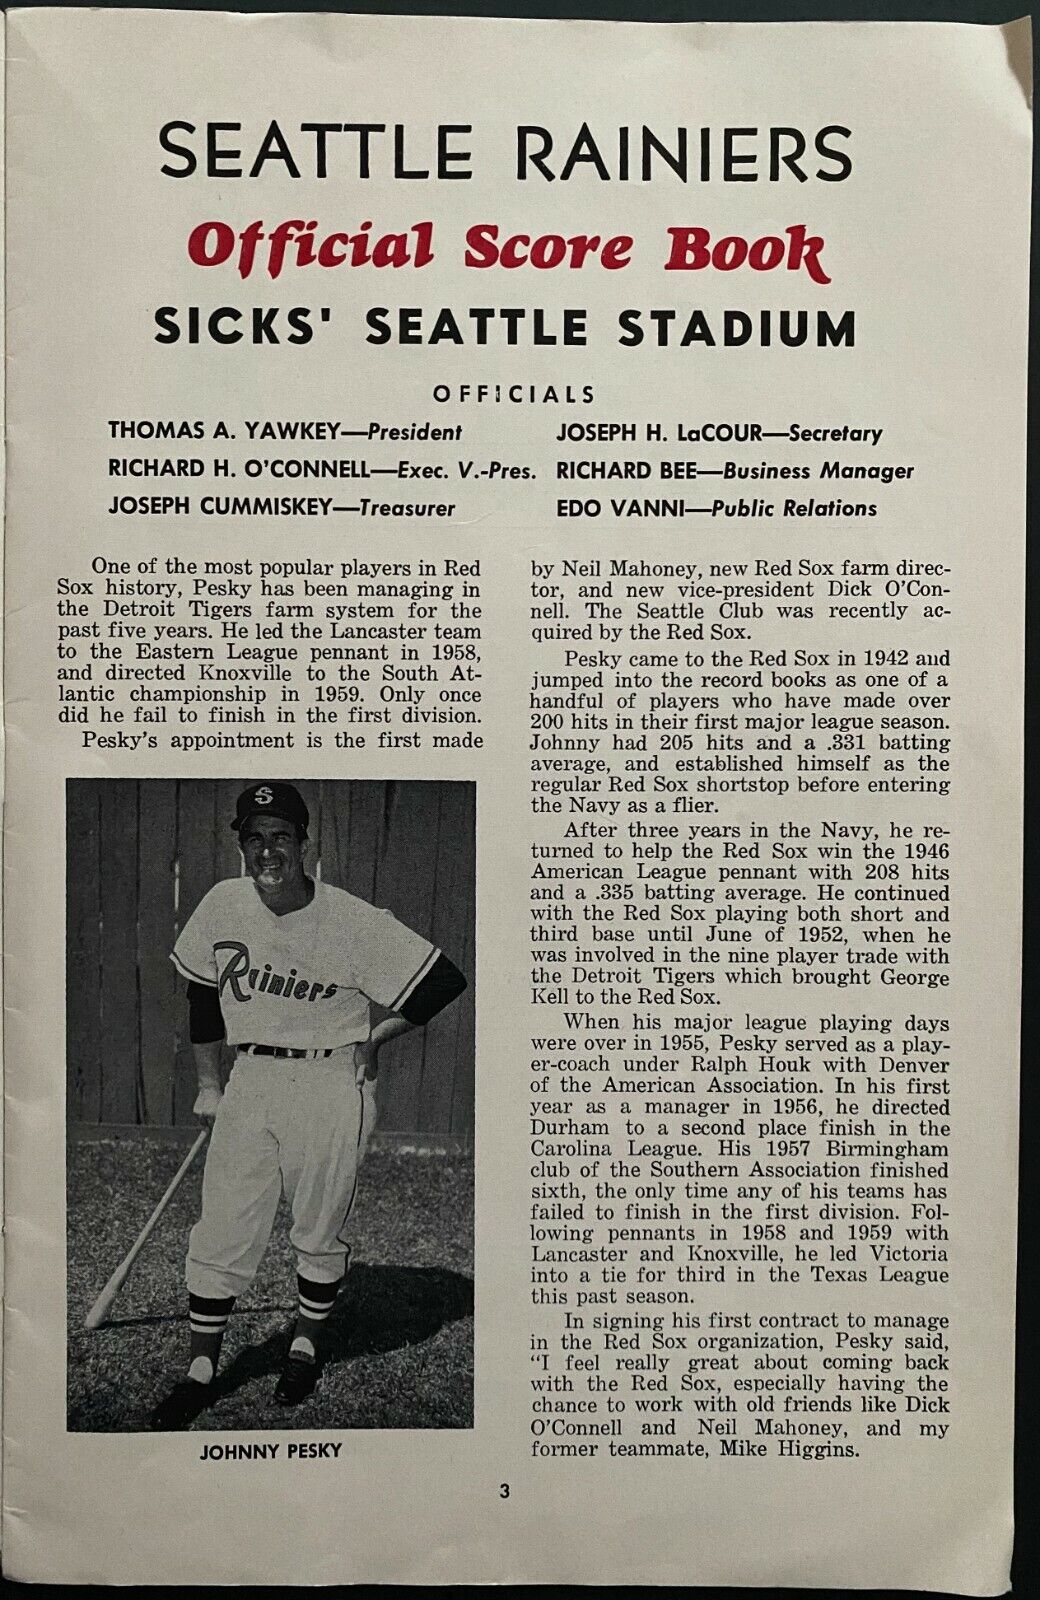 SEATTLE RAINIERS
Official Score Book
SICKS' SEATTLE STADIUM
OFFICIALS
THOMAS A. YAWKEY—President
RICHARD H. O'CONNELL—Exec. V.-Pres.
JOSEPH CUMMISKEY—Treasurer
JOSEPH H. LaCOUR—Secretary
RICHARD BEE—Business Manager
EDO VANNI—Public Relations
One of the most popular players in Red
Sox history, Pesky has been managing in
the Detroit Tigers farm system for the
past five years. He led the Lancaster team
to the Eastern League pennant in 1958,
and directed Knoxville to the South At-
lantic championship in 1959. Only once
did he fail to finish in the first division.
Pesky's appointment is the first made
S
Rainiers
JOHNNY PESKY
by Neil Mahoney, new Red Sox farm direc-
tor, and new vice-president Dick O'Con-
nell. The Seattle Club was recently ac-
quired by the Red Sox.
Pesky came to the Red Sox in 1942 and
jumped into the record books as one of a
handful of players who have made over
200 hits in their first major league season.
Johnny had 205 hits and a .331 batting
average, and established himself as the
regular Red Sox shortstop before entering
the Navy as a flier.
After three years in the Navy, he re-
turned to help the Red Sox win the 1946
American League pennant with 208 hits
and a .335 batting average. He continued
with the Red Sox playing both short and
third base until June of 1952, when he
was involved in the nine player trade with
the Detroit Tigers which brought George
Kell to the Red Sox.
When his major league playing days
were over in 1955, Pesky served as a play-
er-coach under Ralph Houk with Denver
of the American Association. In his first
year as a manager in 1956, he directed
Durham to a second place finish in the
Carolina League. His 1957 Birmingham
club of the Southern Association finished
sixth, the only time any of his teams has
failed to finish in the first division. Fol-
lowing pennants in 1958 and 1959 with
Lancaster and Knoxville, he led Victoria
into a tie for third in the Texas League
this past season.
In signing his first contract to manage
in the Red Sox organization, Pesky said,
"I feel really great about coming back
with the Red Sox, especially having the
chance to work with old friends like Dick
O'Connell and Neil Mahoney, and my
former teammate, Mike Higgins.
3